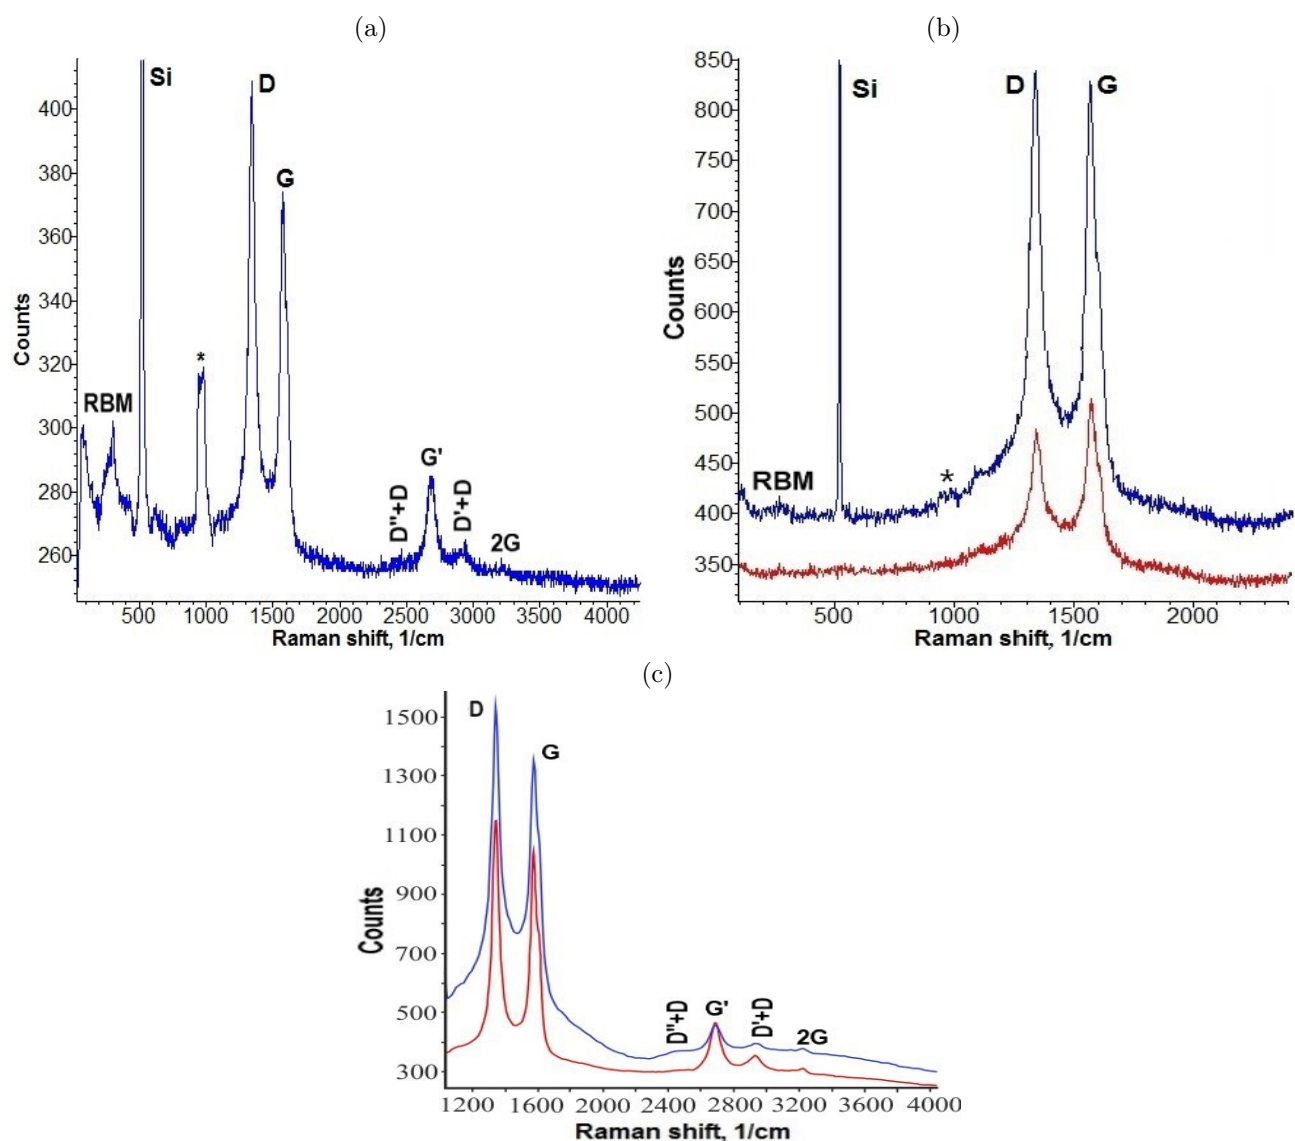 (a)
Si
D
G
*
RBM
G'
D''+D
D'+D
2G
400
380
360
340
320
300
280
260
Counts
500 1000 1500 2000 2500 3000 3500 4000
Raman shift, 1/cm
(b)
Si
D
G
RBM
*
850
800
750
700
650
600
550
500
450
400
350
Counts
500 1000 1500 2000
Raman shift, 1/cm
(c)
D
G
D''+D
G'
D'+D
2G
1500
1300
1100
900
700
500
300
Counts
1200 1600 2000 2400 2800 3200 3600 4000
Raman shift, 1/cm